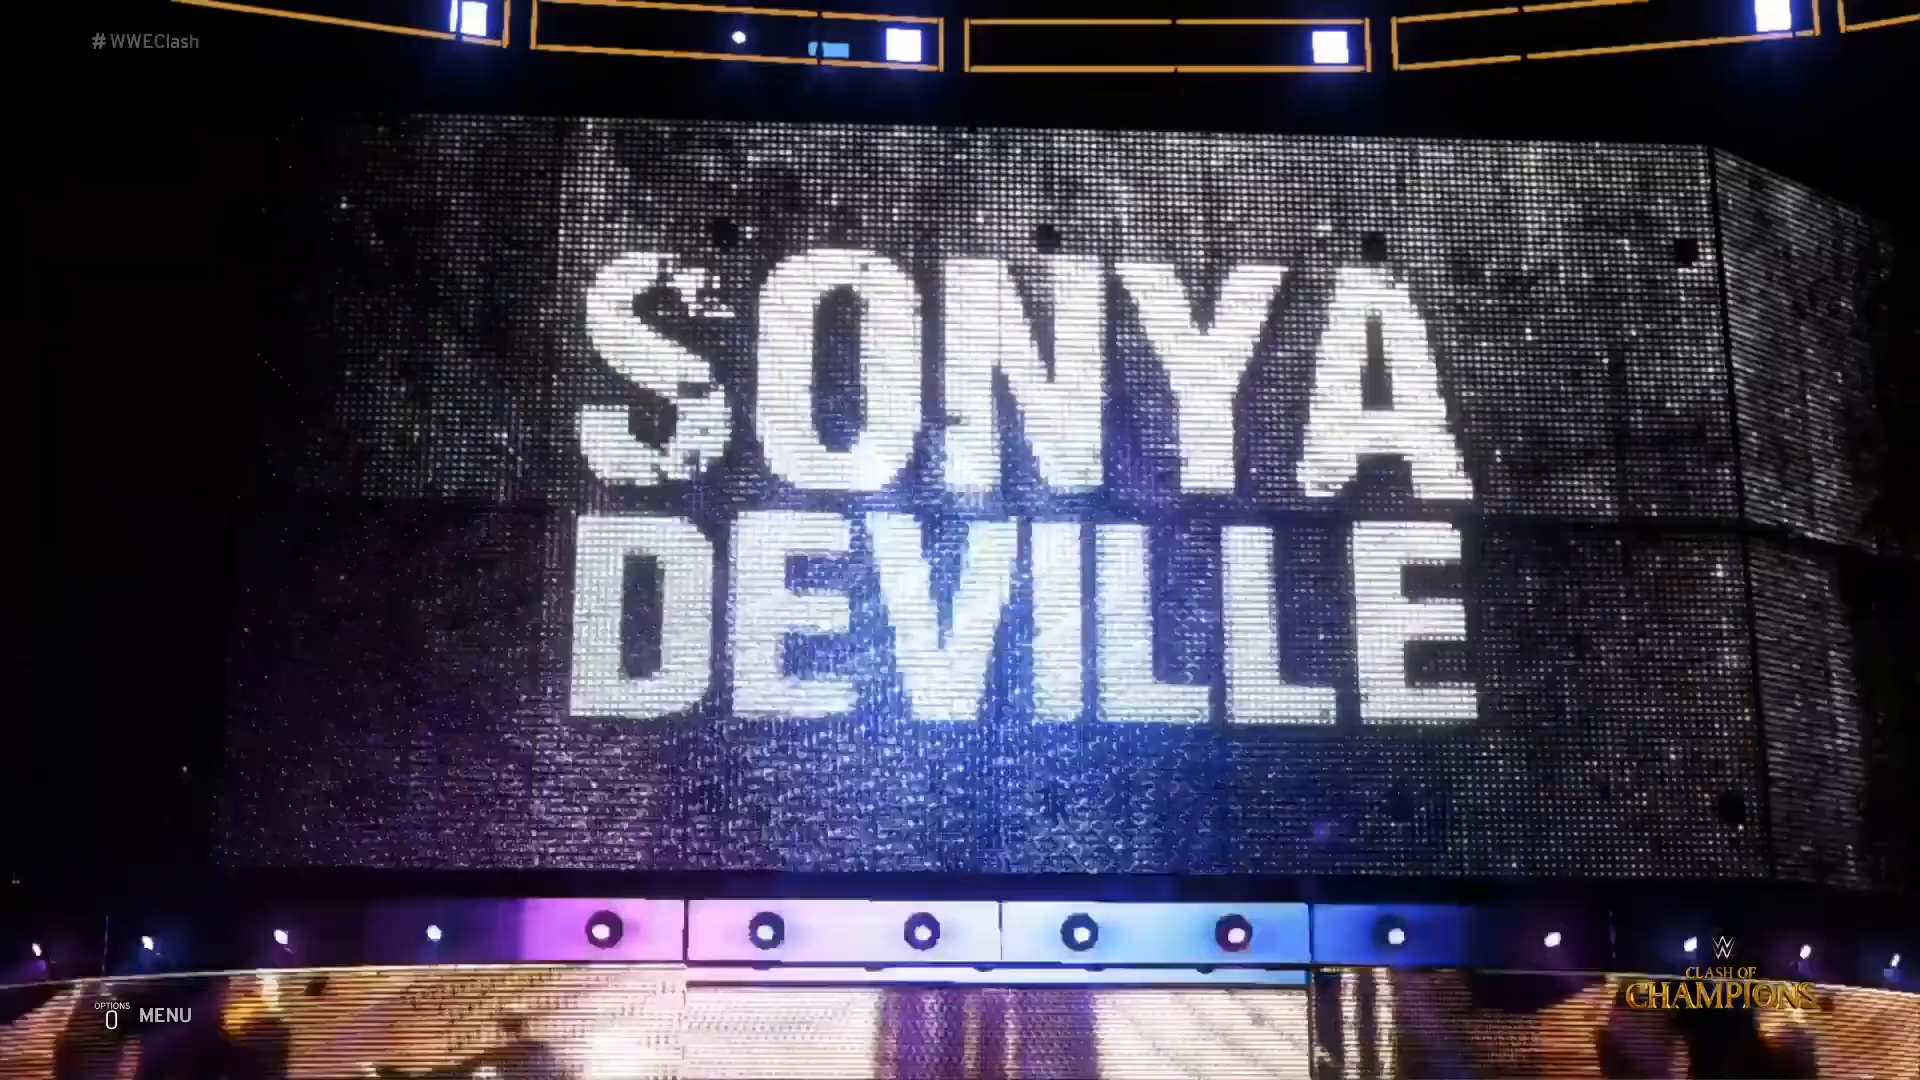 #WWEClash
SONYA
DEVILLE
W
CLASH OF
CHAMPIONS
OPTIONS
MENU